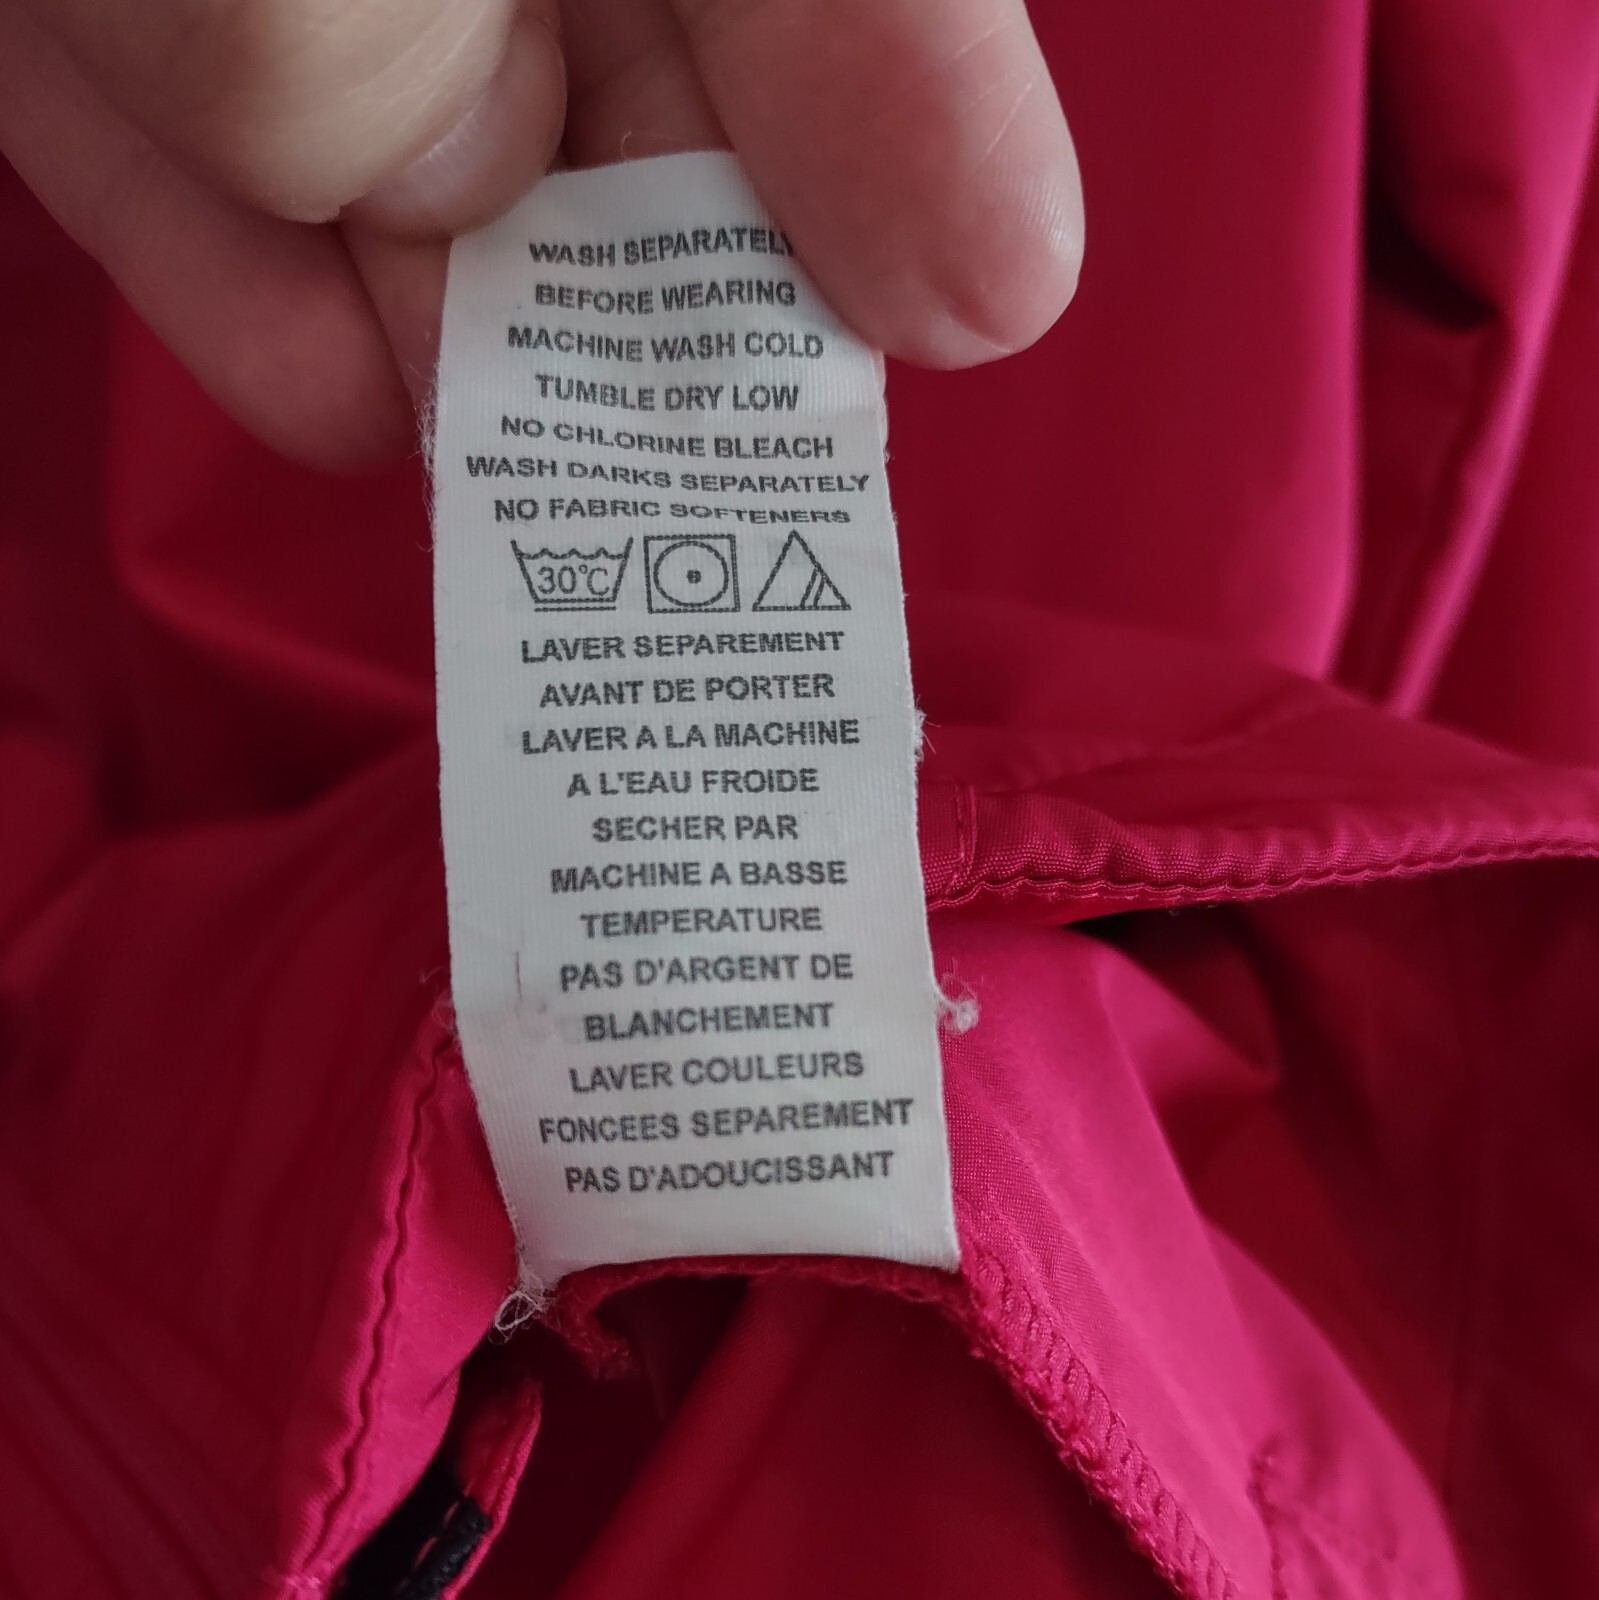 WASH SEPARATELY
BEFORE WEARING
MACHINE WASH COLD
TUMBLE DRY LOW
NO CHLORINE BLEACH
WASH DARKS SEPARATELY
NO FABRIC SOFTENERS
30°C
LAVER SEPAREMENT
AVANT DE PORTER
LAVER A LA MACHINE
A L'EAU FROIDE
SECHER PAR
MACHINE A BASSE
TEMPERATURE
PAS D'ARGENT DE
BLANCHEMENT
LAVER COULEURS
FONCEES SEPAREMENT
PAS D'ADOUCISSANT